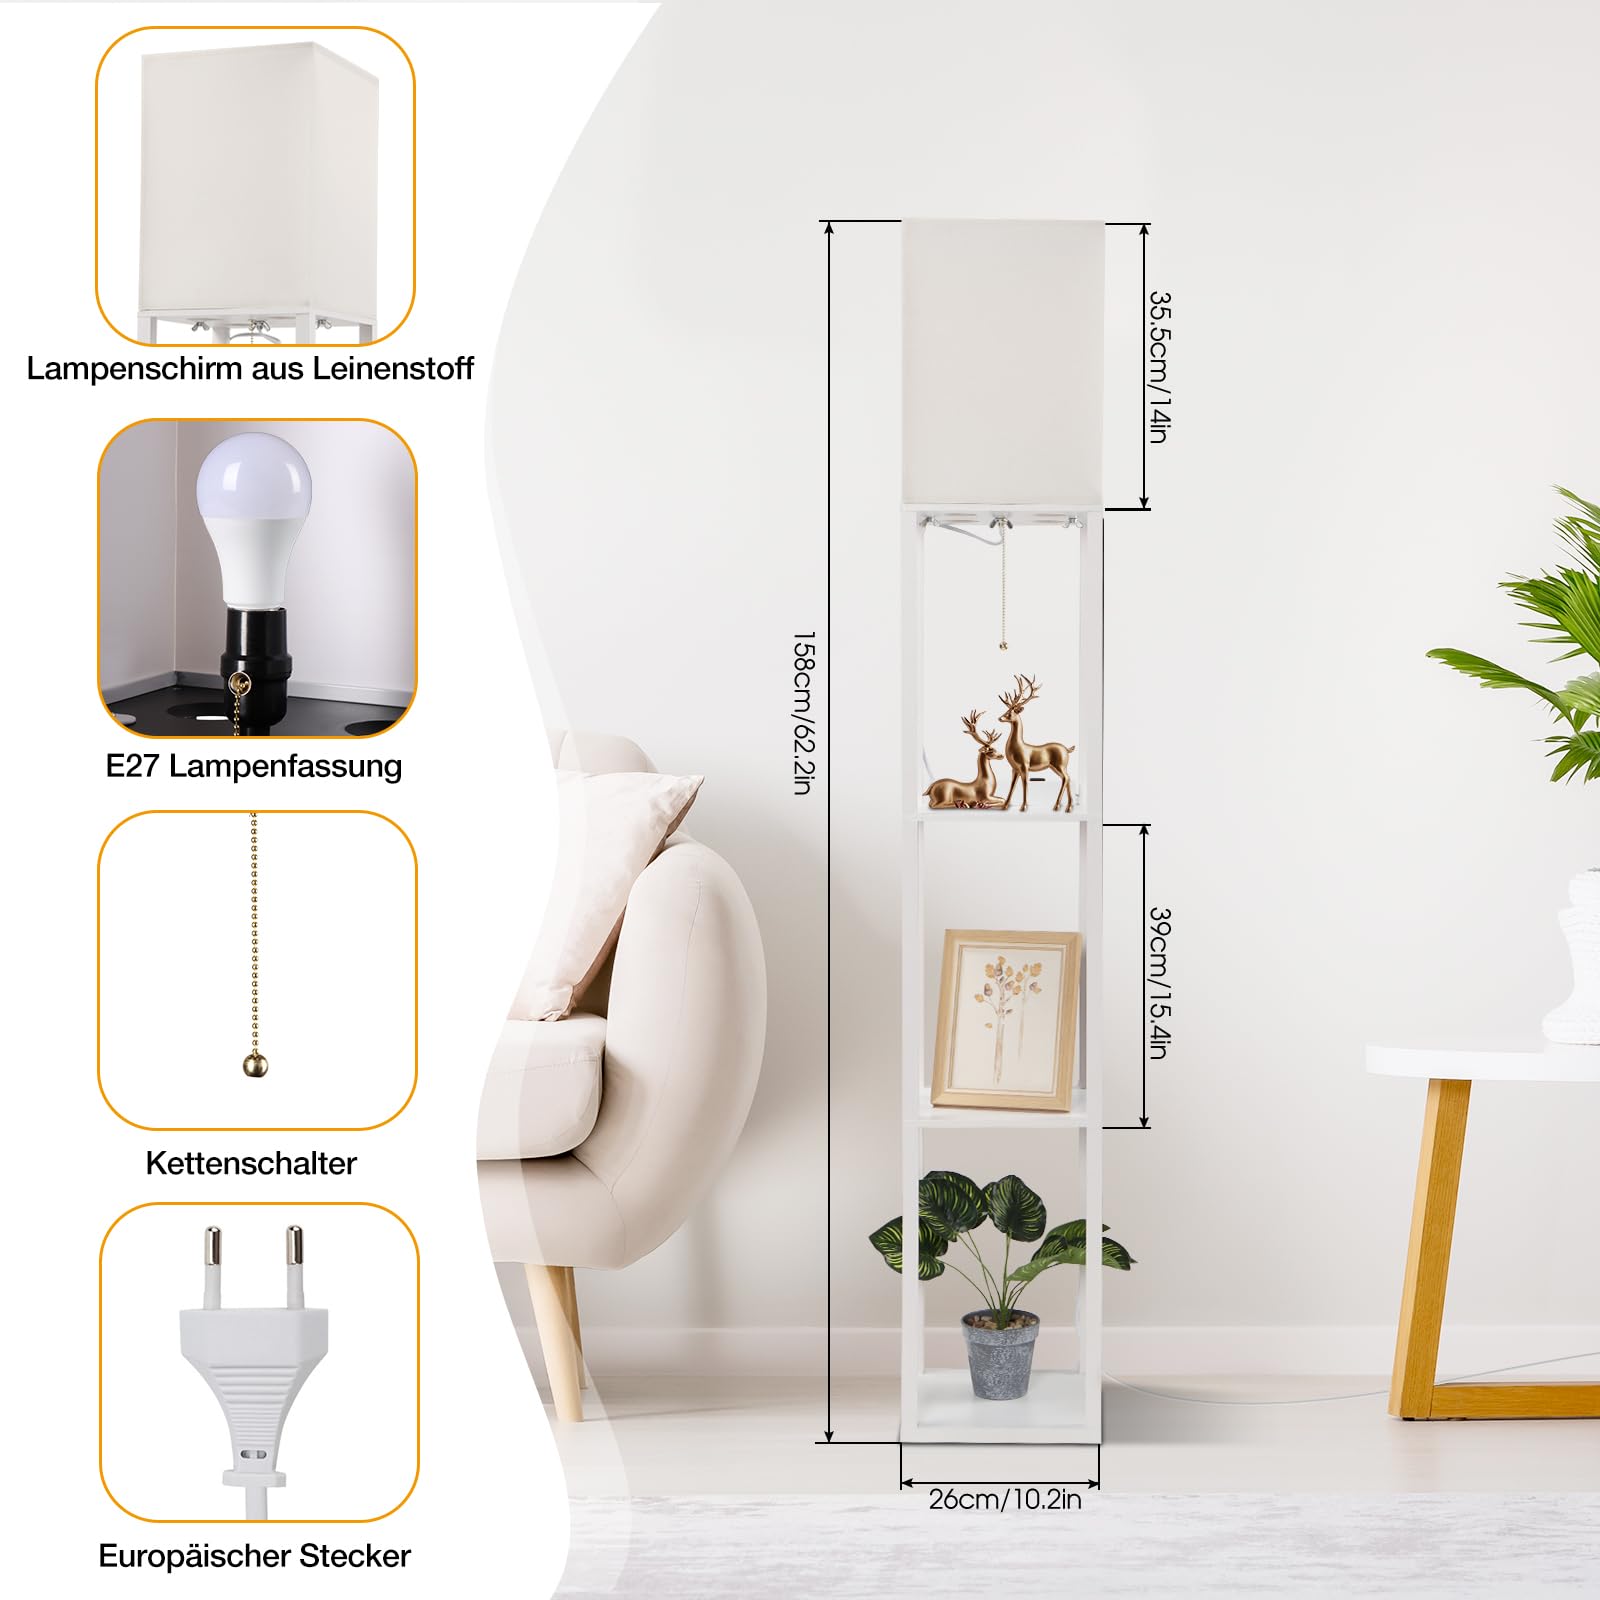 Lampenschirm aus Leinenstoff
E27 Lampenfassung
Kettenschalter
Europäischer Stecker
158cm/62.2in
35.5cm/14in
39cm/15.4in
26cm/10.2in